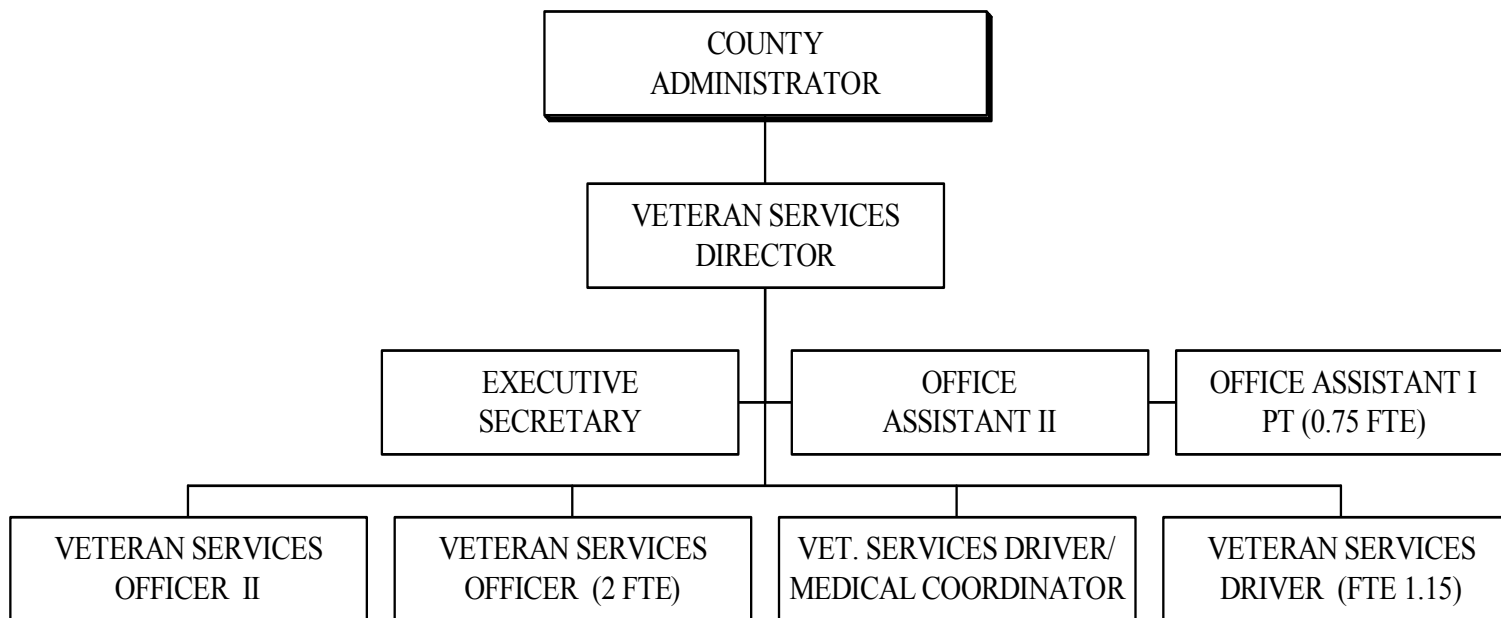 COUNTY
ADMINISTRATOR
VETERAN SERVICES
DIRECTOR
EXECUTIVE
SECRETARY
OFFICE
ASSISTANT II
OFFICE ASSISTANT I
PT (0.75 FTE)
VETERAN SERVICES
OFFICER II
VETERAN SERVICES
OFFICER (2 FTE)
VET. SERVICES DRIVER/
MEDICAL COORDINATOR
VETERAN SERVICES
DRIVER (FTE 1.15)